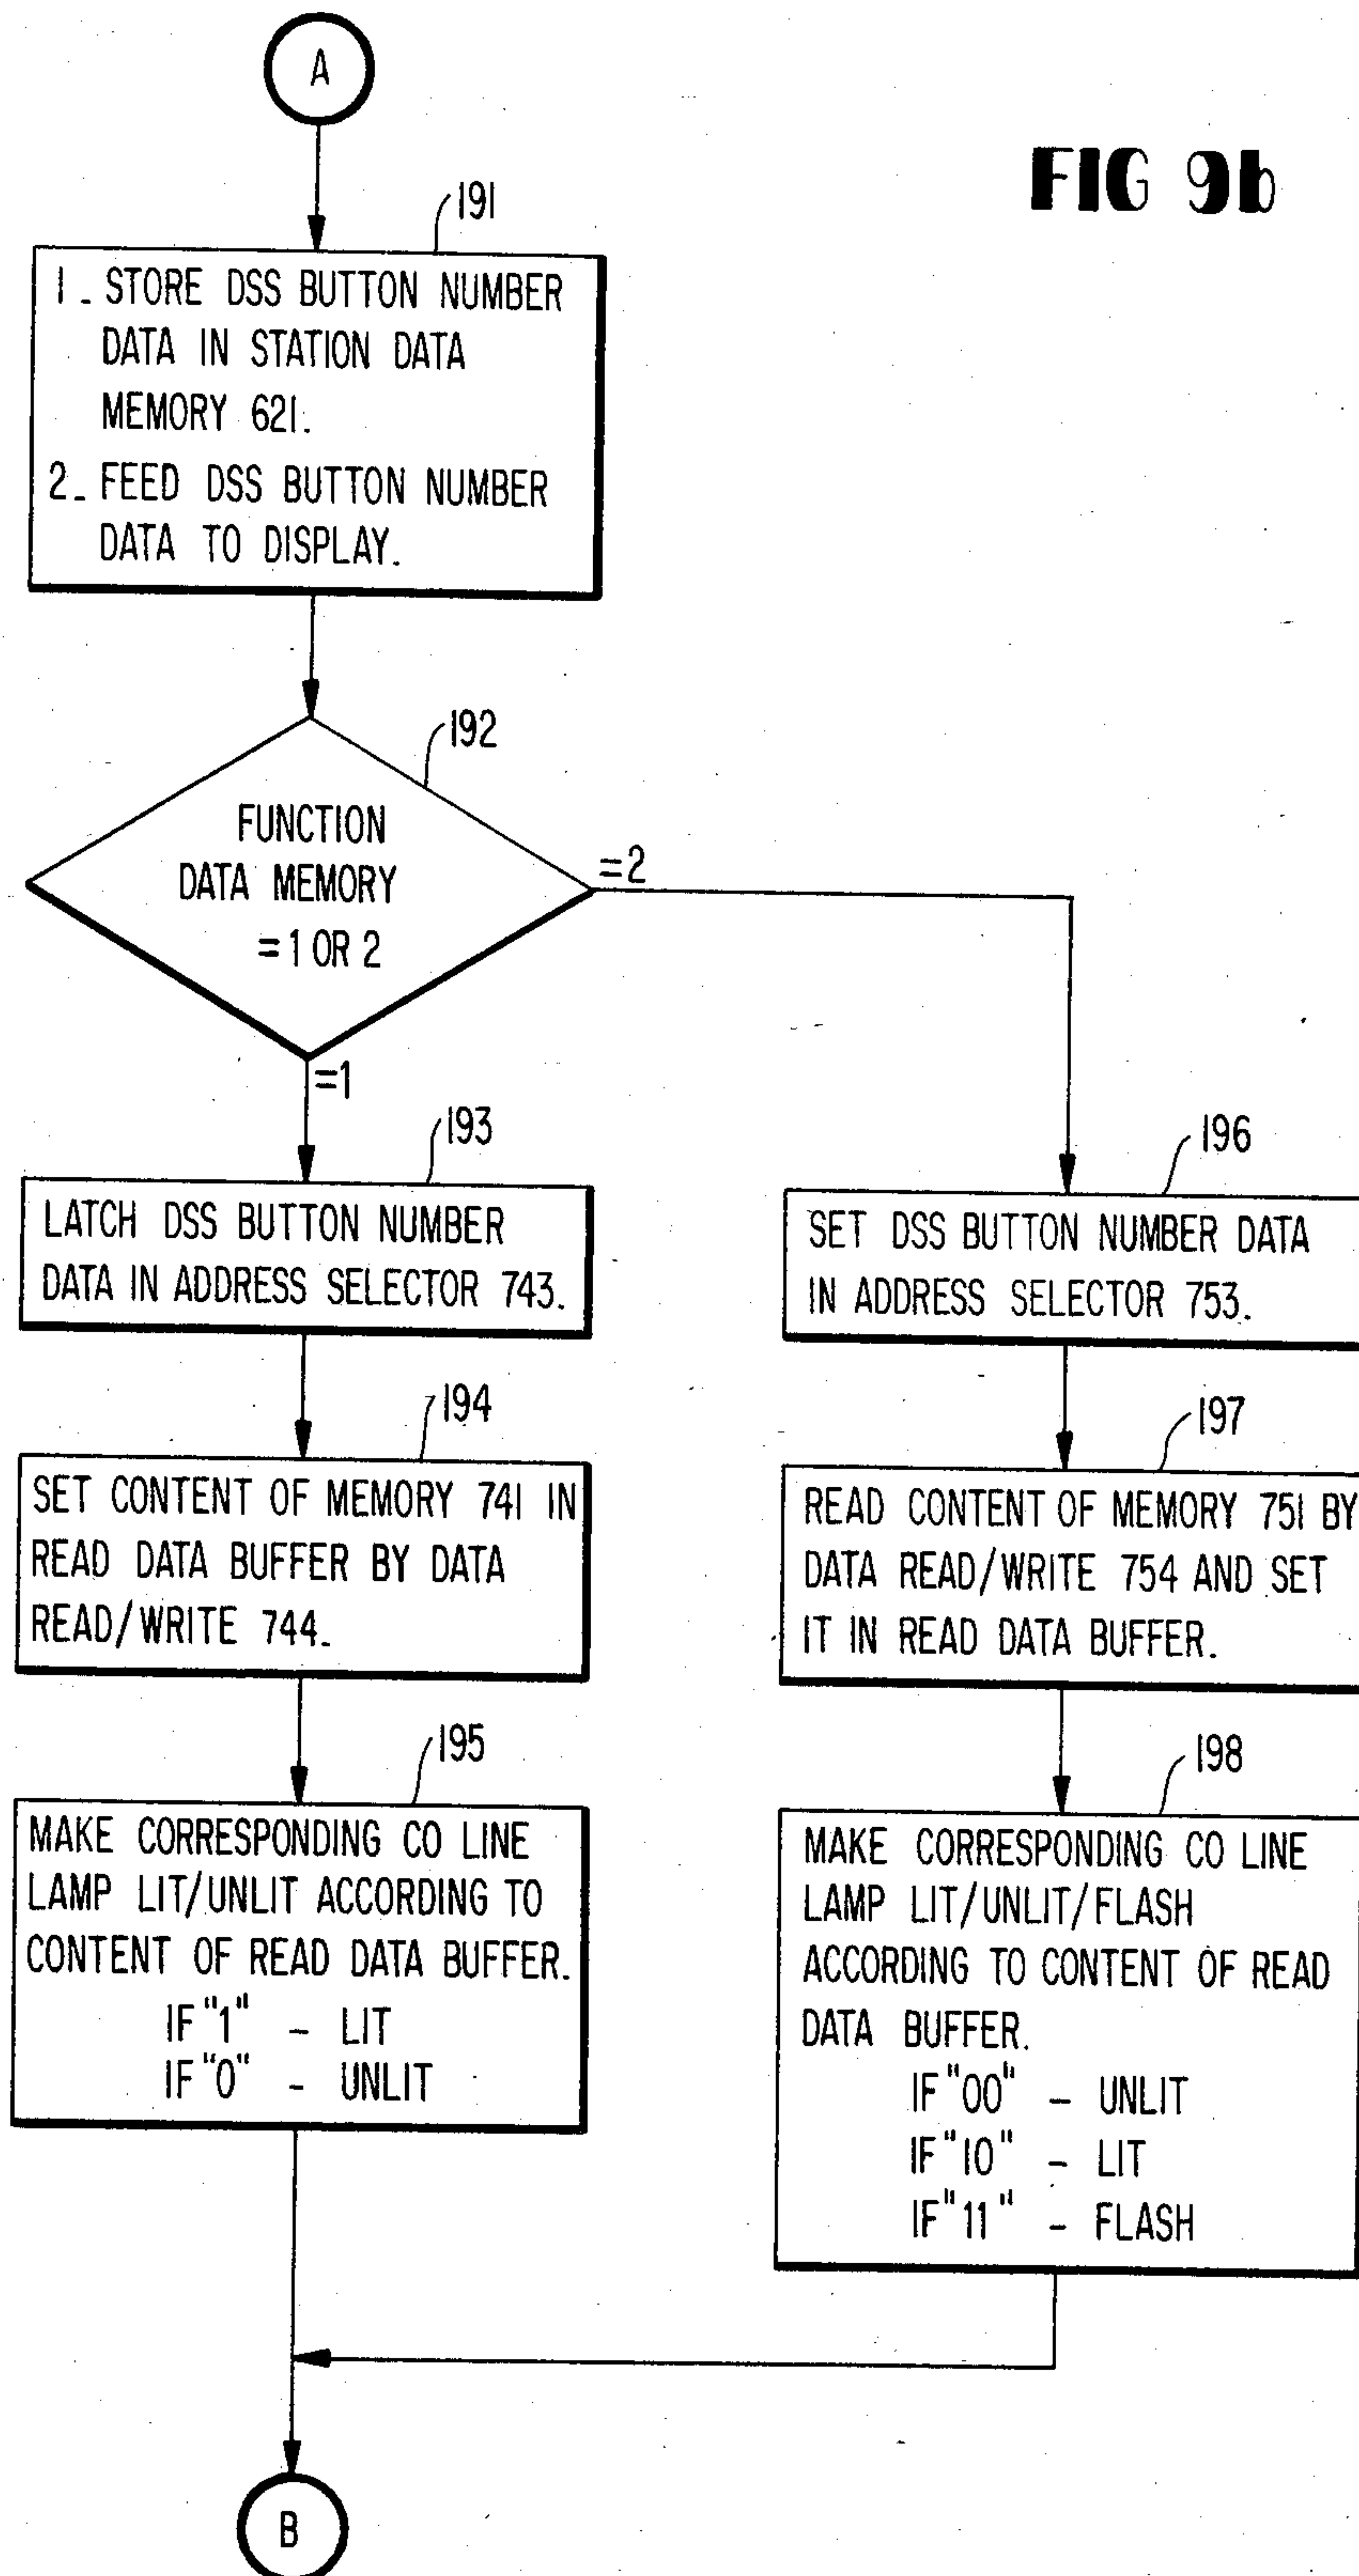 A
FIG 9b
191
1_ STORE DSS BUTTON NUMBER
DATA IN STATION DATA
MEMORY 621.
2_ FEED DSS BUTTON NUMBER
DATA TO DISPLAY.
192
FUNCTION
DATA MEMORY
=1 OR 2
=2
=1
193
LATCH DSS BUTTON NUMBER
DATA IN ADDRESS SELECTOR 743.
194
SET CONTENT OF MEMORY 741 IN
READ DATA BUFFER BY DATA
READ/WRITE 744.
195
MAKE CORRESPONDING CO LINE
LAMP LIT/UNLIT ACCORDING TO
CONTENT OF READ DATA BUFFER.
IF "1" - LIT
IF "0" - UNLIT
196
SET DSS BUTTON NUMBER DATA
IN ADDRESS SELECTOR 753.
197
READ CONTENT OF MEMORY 751 BY
DATA READ/WRITE 754 AND SET
IT IN READ DATA BUFFER.
198
MAKE CORRESPONDING CO LINE
LAMP LIT/UNLIT/FLASH
ACCORDING TO CONTENT OF READ
DATA BUFFER.
IF "00" - UNLIT
IF "10" - LIT
IF "11" - FLASH
B